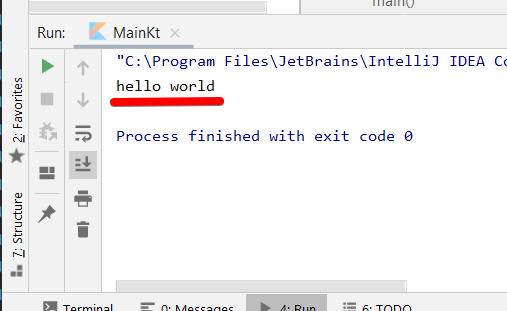 main()
Run: MainKt
"C:\Program Files\JetBrains\IntelliJ IDEA Co
hello world
Process finished with exit code 0
2: Favorites
7: Structure
Terminal 0: Messages 4: Run 6: TODO